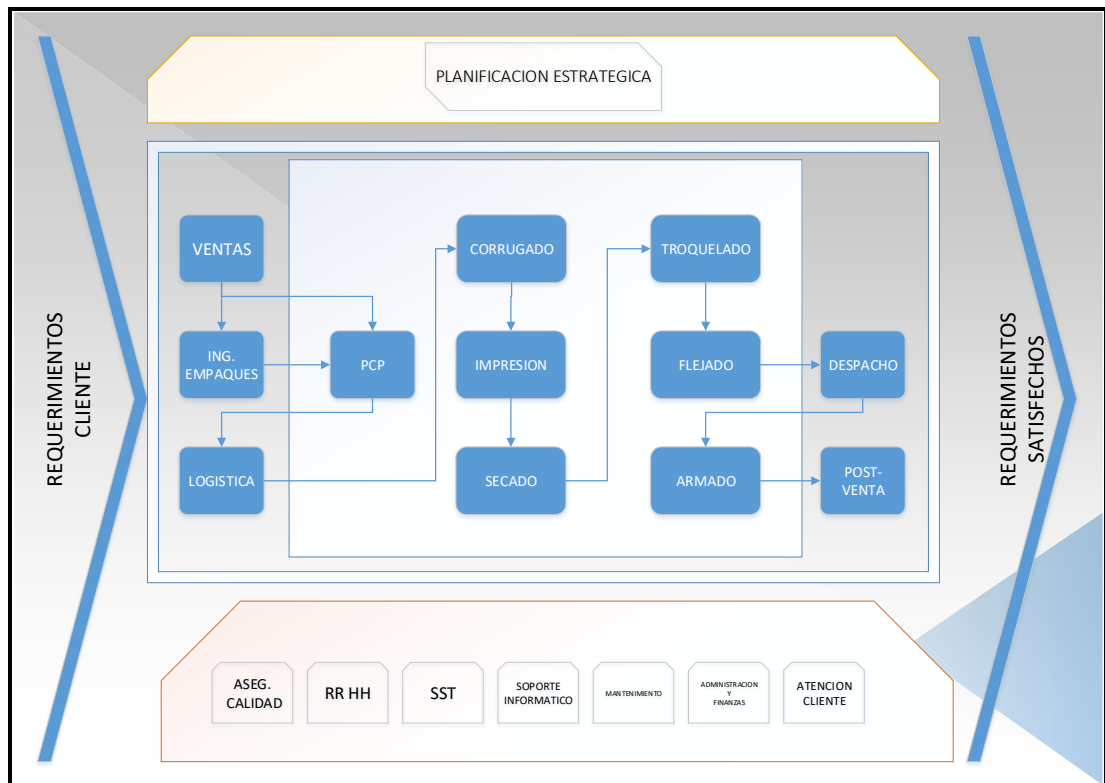 PLANIFICACION ESTRATEGICA
REQUERIMIENTOS
CLIENTE
VENTAS
CORRUGADO
TROQUELADO
ING.
EMPAQUES
PCP
IMPRESION
FLEJADO
DESPACHO
LOGISTICA
SECADO
ARMADO
POST-
VENTA
REQUERIMIENTOS
SATISFECHOS
ASEG.
CALIDAD
RR HH
SST
SOPORTE
INFORMATICO
MANTENIMIENTO
ADMINISTRACION
Y
FINANZAS
ATENCION
CLIENTE